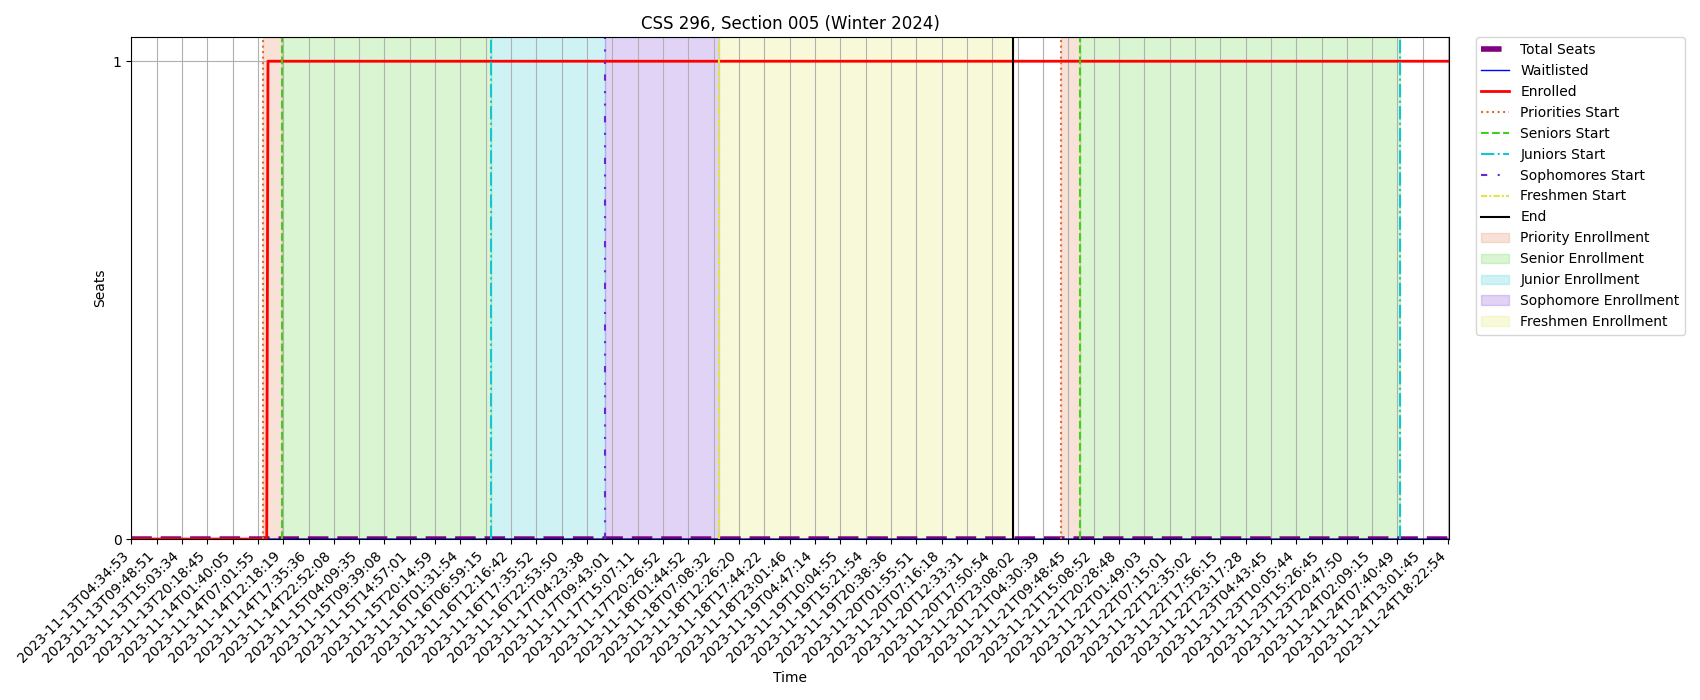 CSS 296, Section 005 (Winter 2024)
Seats
1
0
2023-11-13T04:34:53
2023-11-13T09:48:51
2023-11-13T15:03:34
2023-11-13T20:18:45
2023-11-14T01:40:05
2023-11-14T07:01:55
2023-11-14T12:18:19
2023-11-14T17:35:36
2023-11-14T22:52:08
2023-11-15T04:09:35
2023-11-15T09:39:08
2023-11-15T14:57:01
2023-11-15T20:14:59
2023-11-16T01:31:54
2023-11-16T06:59:15
2023-11-16T12:16:42
2023-11-16T17:35:52
2023-11-16T22:53:50
2023-11-17T04:23:38
2023-11-17T09:43:01
2023-11-17T15:07:11
2023-11-17T20:26:52
2023-11-18T01:44:52
2023-11-18T07:08:32
2023-11-18T12:26:20
2023-11-18T17:44:22
2023-11-18T23:01:46
2023-11-19T04:47:14
2023-11-19T10:04:55
2023-11-19T15:21:54
2023-11-19T20:38:36
2023-11-20T01:55:51
2023-11-20T07:16:18
2023-11-20T12:33:31
2023-11-20T17:50:54
2023-11-20T23:08:02
2023-11-21T04:30:39
2023-11-21T09:48:45
2023-11-21T15:08:52
2023-11-21T20:28:48
2023-11-22T01:49:03
2023-11-22T07:15:01
2023-11-22T12:35:02
2023-11-22T17:56:15
2023-11-22T23:17:28
2023-11-23T04:43:45
2023-11-23T10:05:44
2023-11-23T15:26:45
2023-11-23T20:47:50
2023-11-24T02:09:15
2023-11-24T07:40:49
2023-11-24T13:01:45
2023-11-24T18:22:54
Time
Total Seats
Waitlisted
Enrolled
Priorities Start
Seniors Start
Juniors Start
Sophomores Start
Freshmen Start
End
Priority Enrollment
Senior Enrollment
Junior Enrollment
Sophomore Enrollment
Freshmen Enrollment